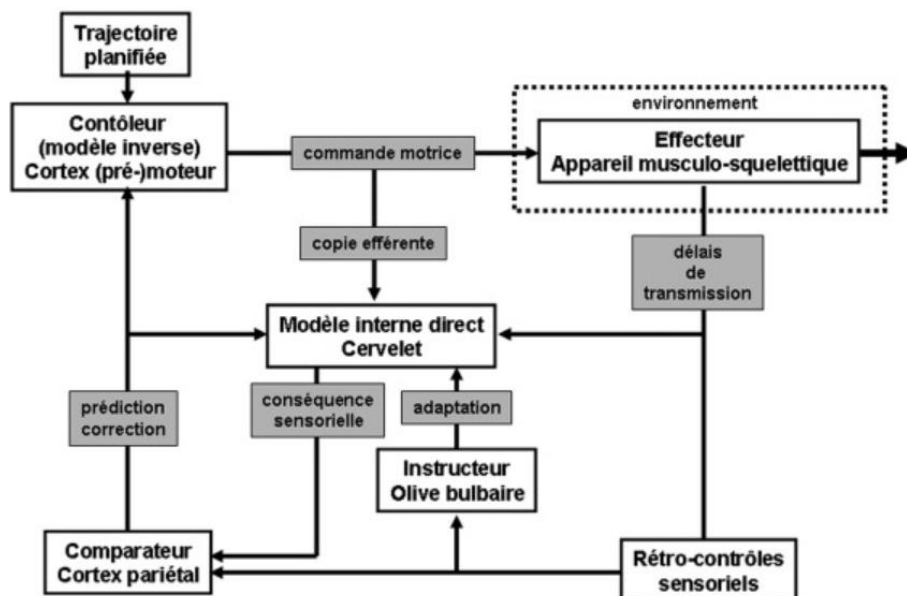 Trajectoire
planifiée
environnement
Contôleur
(modèle inverse)
Cortex (pré-)moteur
commande motrice
Effecteur
Appareil musculo-squelettique
copie efférente
délais
de
transmission
Modèle interne direct
Cervelet
prédiction
correction
conséquence
sensorielle
adaptation
Instructeur
Olive bulbaire
Comparateur
Cortex pariétal
Rétro-contrôles
sensoriels